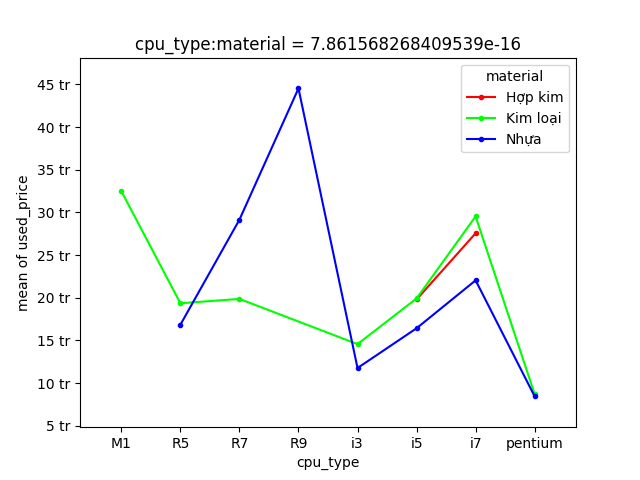 cpu_type:material = 7.861568268409539e-16
material
Hợp kim
Kim loại
Nhựa
45 tr
40 tr
35 tr
30 tr
25 tr
20 tr
15 tr
10 tr
5 tr
mean of used_price
M1 R5 R7 R9 i3 i5 i7 pentium
cpu_type